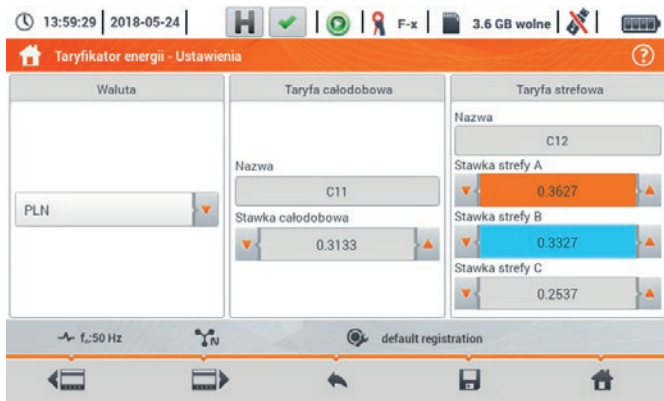 13:59:29 2018-05-24 H F-x 3.6 GB wolne
Taryfikator energii - Ustawienia ?
Waluta
PLN
Taryfa całodobowa
Nazwa
C11
Stawka całodobowa
0.3133
Taryfa strefowa
Nazwa
C12
Stawka strefy A
0.3627
Stawka strefy B
0.3327
Stawka strefy C
0.2537
fₙ:50 Hz N default registration